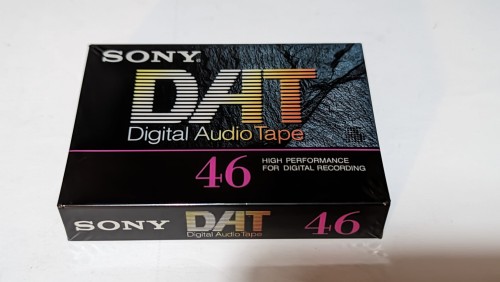 SONY®
DAT
Digital Audio Tape
46
HIGH PERFORMANCE
FOR DIGITAL RECORDING
SONY
DAT
Digital Audio Tape
46